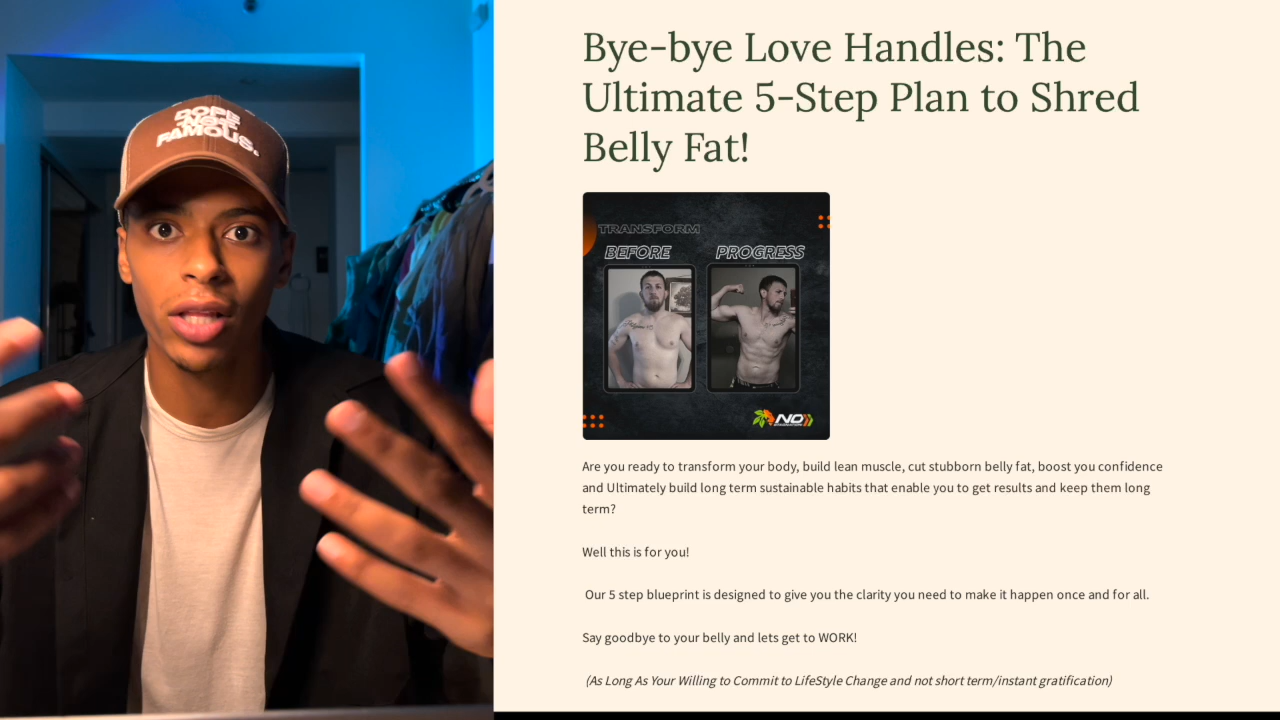 DOPE
NOT
FAMOUS.
Bye-bye Love Handles: The
Ultimate 5-Step Plan to Shred
Belly Fat!
TRANSFORM
BEFORE PROGRESS
NO
Are you ready to transform your body, build lean muscle, cut stubborn belly fat, boost you confidence
and Ultimately build long term sustainable habits that enable you to get results and keep them long
term?
Well this is for you!
Our 5 step blueprint is designed to give you the clarity you need to make it happen once and for all.
Say goodbye to your belly and lets get to WORK!
(As Long As Your Willing to Commit to LifeStyle Change and not short term/instant gratification)